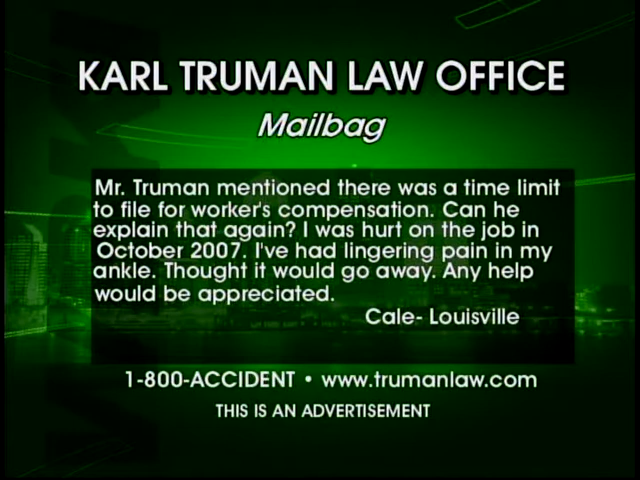 KARL TRUMAN LAW OFFICE
Mailbag
Mr. Truman mentioned there was a time limit
to file for worker's compensation. Can he
explain that again? I was hurt on the job in
October 2007. I've had lingering pain in my
ankle. Thought it would go away. Any help
would be appreciated.
Cale- Louisville
1-800-ACCIDENT • www.trumanlaw.com
THIS IS AN ADVERTISEMENT